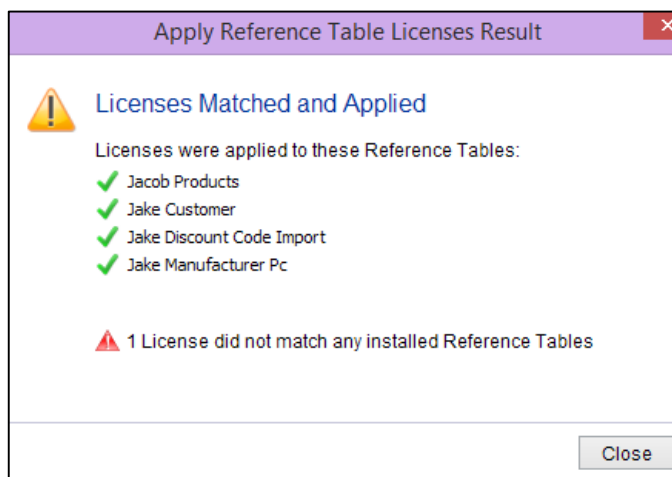 Apply Reference Table Licenses Result
Licenses Matched and Applied
Licenses were applied to these Reference Tables:
Jacob Products
Jake Customer
Jake Discount Code Import
Jake Manufacturer Pc
1 License did not match any installed Reference Tables
Close